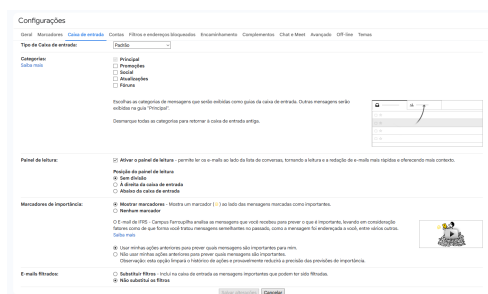 Configurações
Geral Marcadores Caixa de entrada Contas Filtros e endereços bloqueados Encaminhamento Complementos Chat e Meet Avançado Off-line Temas
Tipo de Caixa de entrada: Padrão
Categorias: Principal
Saiba mais Promoções
Social
Atualizações
Fóruns
Escolha as categorias de mensagens que serão exibidas como guias da caixa de entrada. Outras mensagens serão
exibidas na guia "Principal".
Desmarque todas as categorias para retornar à caixa de entrada antiga.
Painel de leitura: Ativar o painel de leitura - permite ler os e-mails ao lado da lista de conversas, tornando a leitura e a redação de e-mails mais rápidas e oferecendo mais contexto.
Posição do painel de leitura
Sem divisão
À direita da caixa de entrada
Abaixo da caixa de entrada
Marcadores de importância: Mostrar marcadores - Mostra um marcador ( ) ao lado das mensagens marcadas como importantes.
Nenhum marcador
O E-mail de IFRS - Campus Farroupilha analisa as mensagens que você recebeu para prever o que é importante, levando em consideração
fatores como de que forma você tratou mensagens semelhantes no passado, como a mensagem foi endereçada a você, entre vários outros.
Saiba mais
Usar minhas ações anteriores para prever quais mensagens são importantes para mim.
Não usar minhas ações anteriores para prever quais mensagens são importantes.
Observação: esta opção limpará o histórico de ações e provavelmente reduzirá a precisão das previsões de importância.
E-mails filtrados: Substituir filtros - Inclui na caixa de entrada as mensagens importantes que podem ter sido filtradas.
Não substitui os filtros
Salvar alterações Cancelar